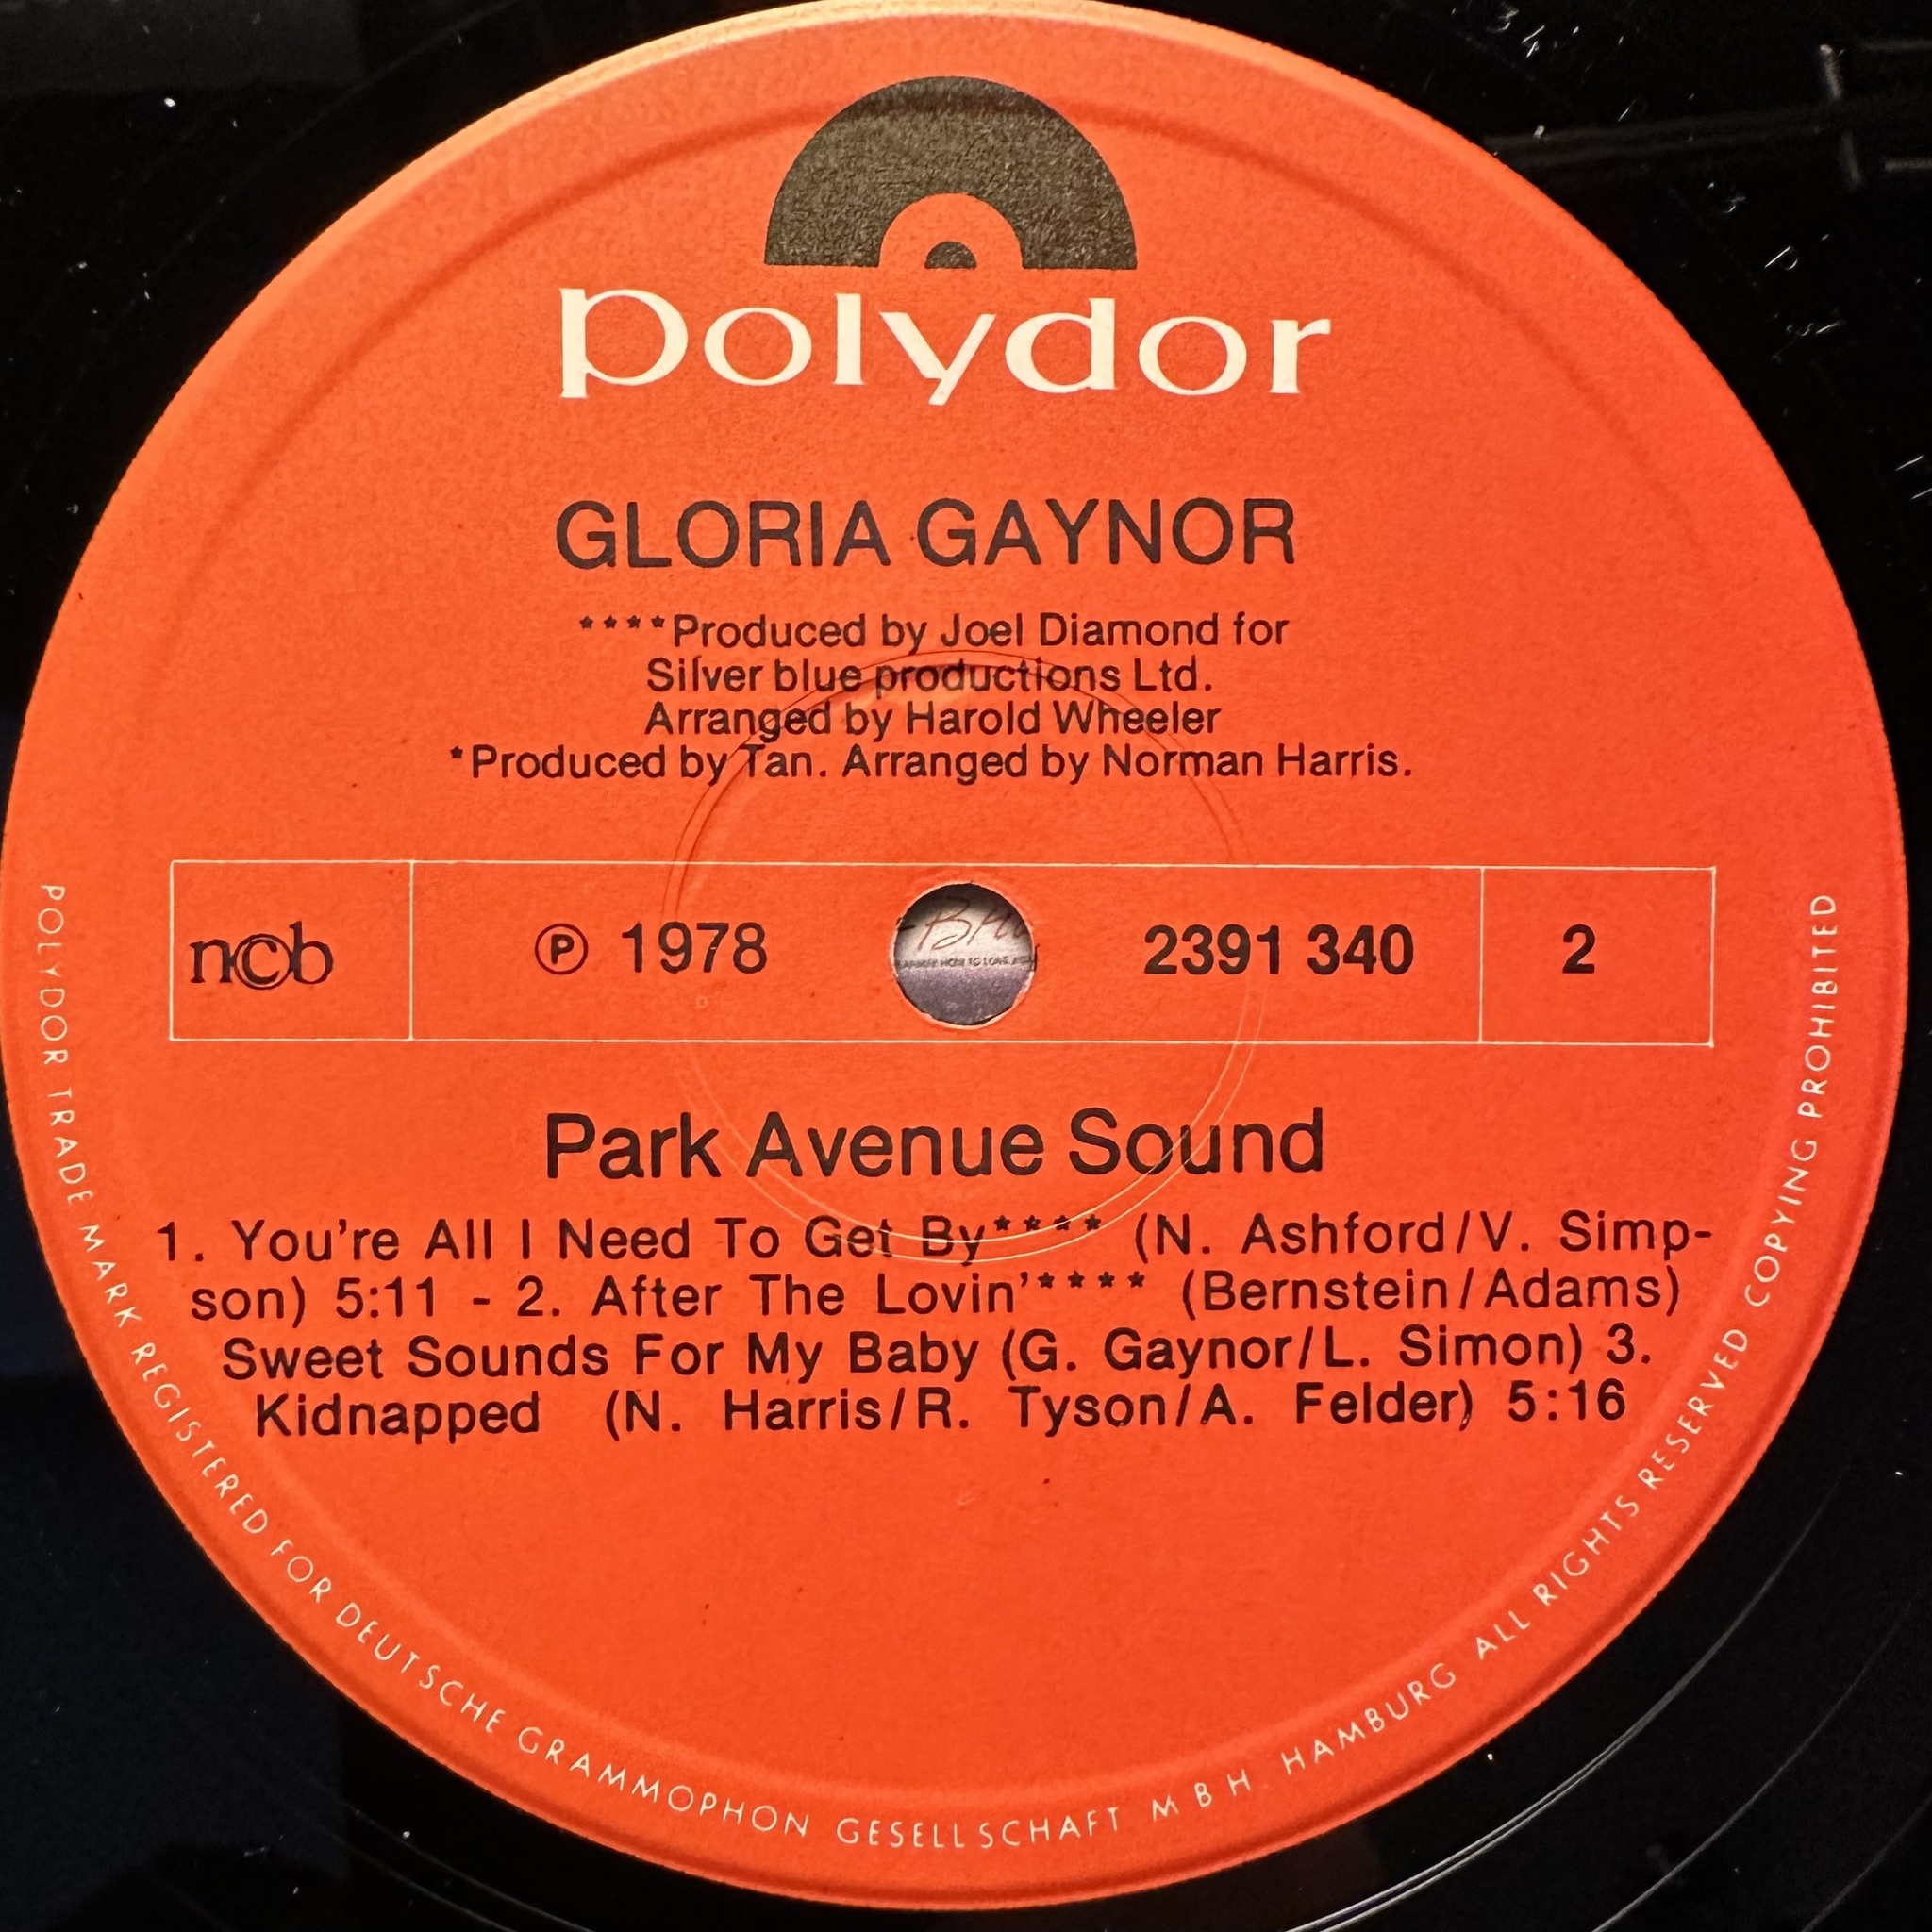 polydor
GLORIA GAYNOR
****Produced by Joel Diamond for
Silver blue productions Ltd.
Arranged by Harold Wheeler
*Produced by Tan. Arranged by Norman Harris.
ncb
Ⓟ 1978
2391 340
2
Park Avenue Sound
1. You're All I Need To Get By**** (N. Ashford/V. Simp-
son) 5:11 - 2. After The Lovin'**** (Bernstein/Adams)
Sweet Sounds For My Baby (G. Gaynor/L. Simon) 3.
Kidnapped (N. Harris/R. Tyson/A. Felder) 5:16
POLYDOR TRADE MARK REGISTERED FOR DEUTSCHE GRAMMOPHON GESELLSCHAFT M B H. HAMBURG ALL RIGHTS RESERVED COPYING PROHIBITED